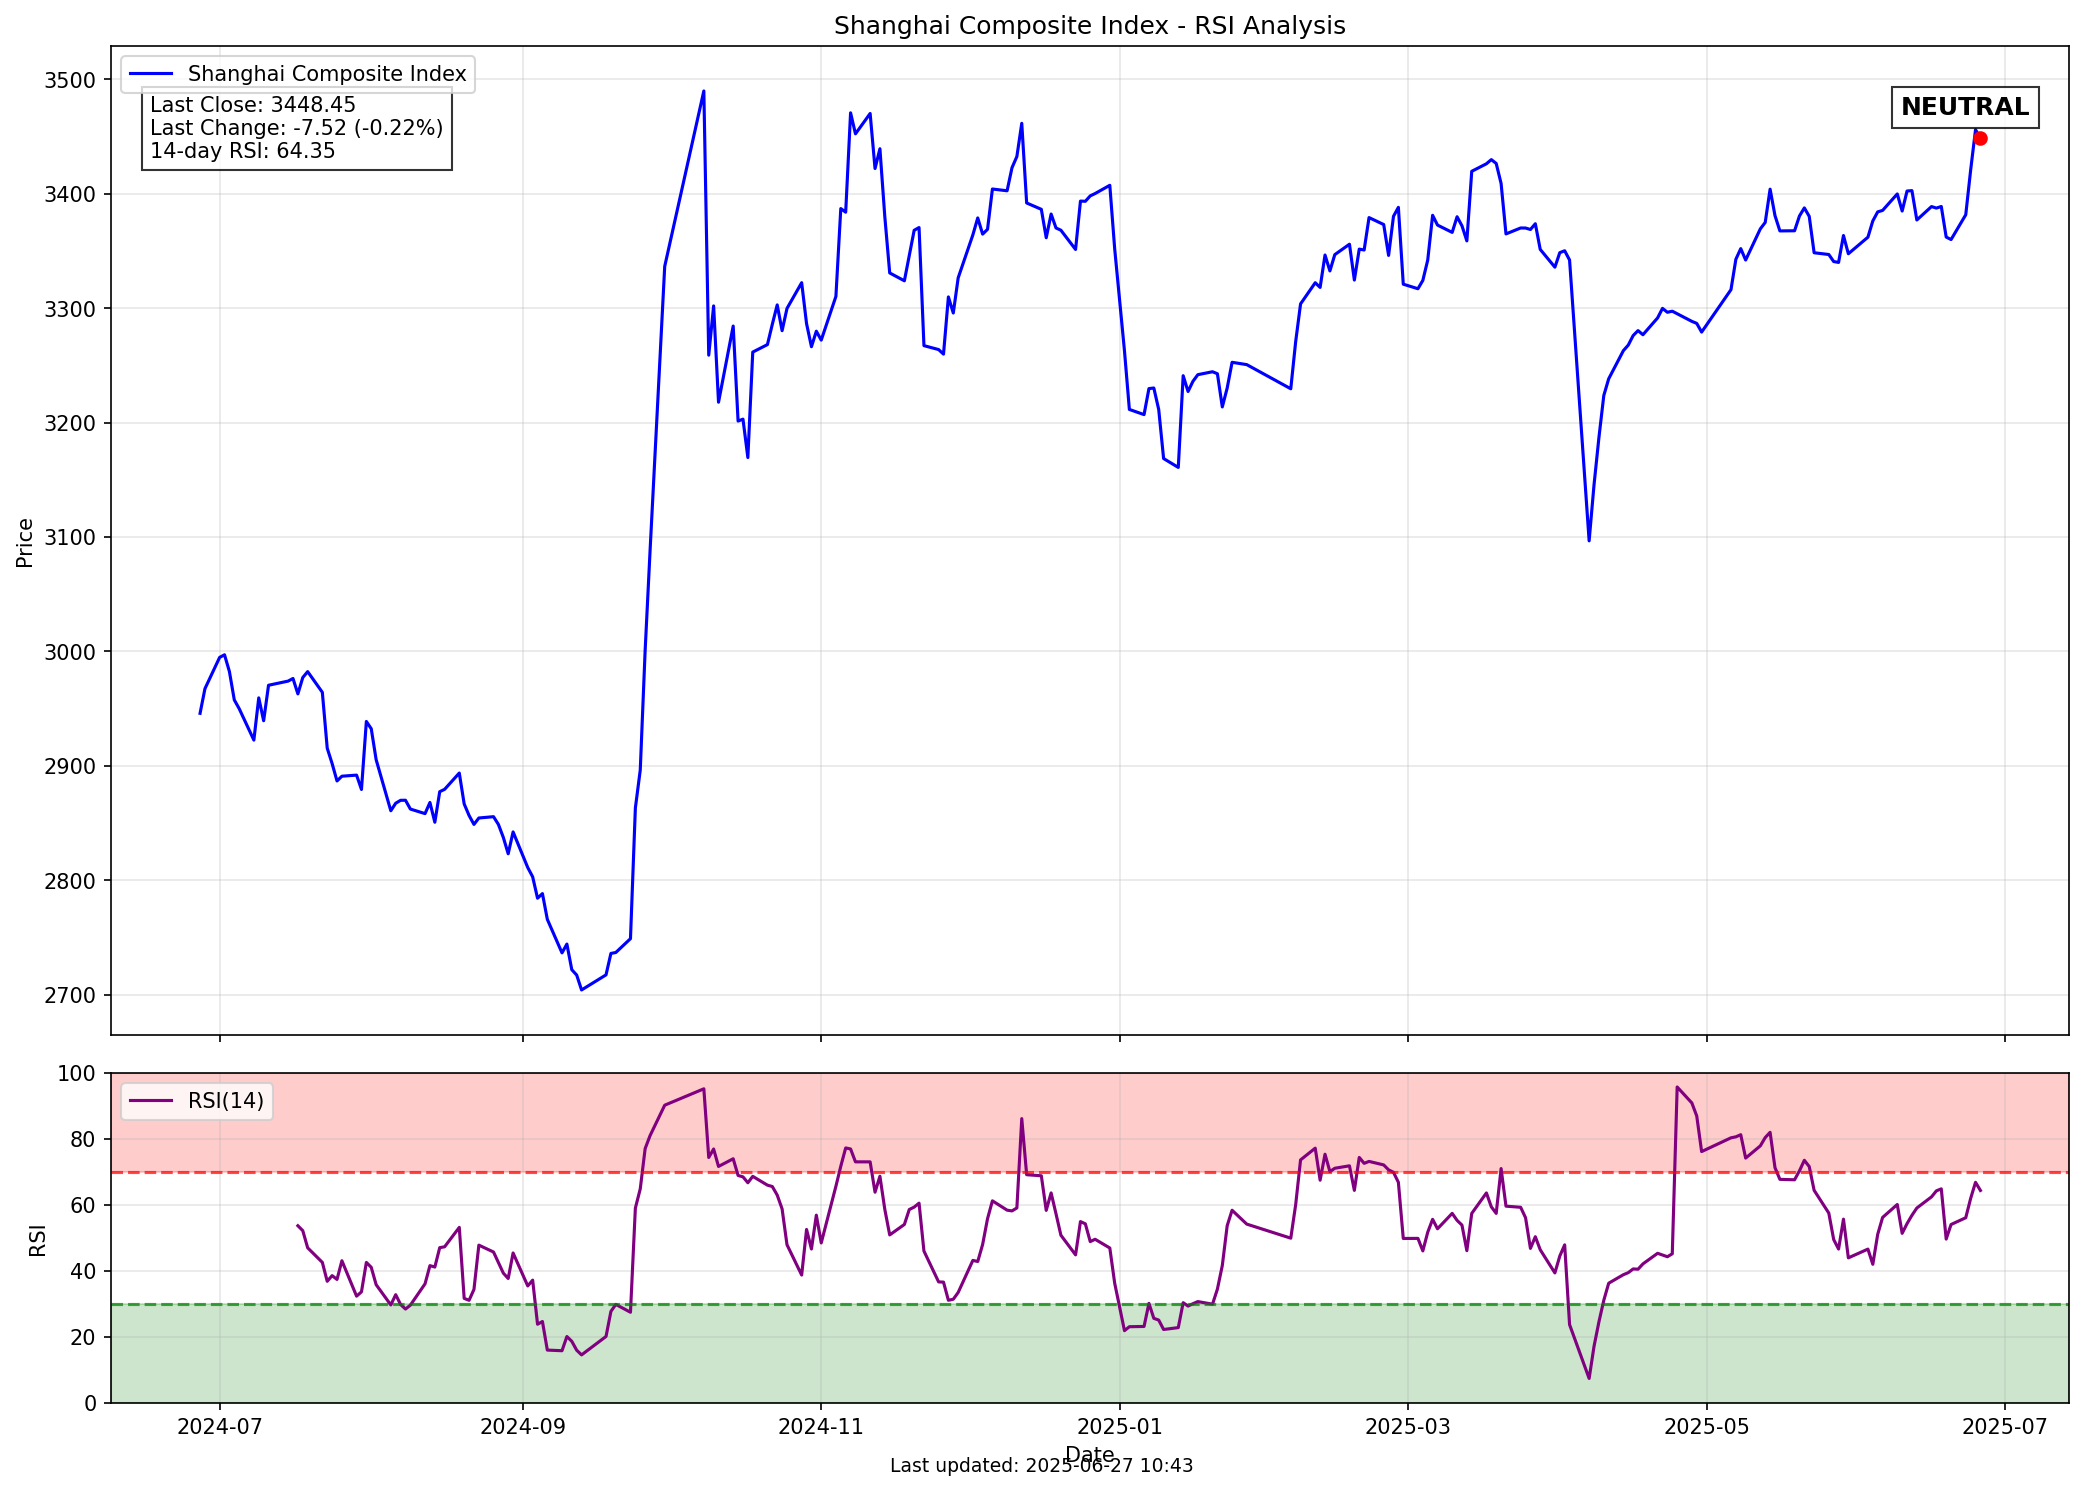 Shanghai Composite Index - RSI Analysis
Shanghai Composite Index
Last Close: 3448.45
Last Change: -7.52 (-0.22%)
14-day RSI: 64.35
NEUTRAL
Price
3500
3400
3300
3200
3100
3000
2900
2800
2700
RSI(14)
RSI
100
80
60
40
20
0
2024-07
2024-09
2024-11
2025-01
2025-03
2025-05
2025-07
Date
Last updated: 2025-06-27 10:43